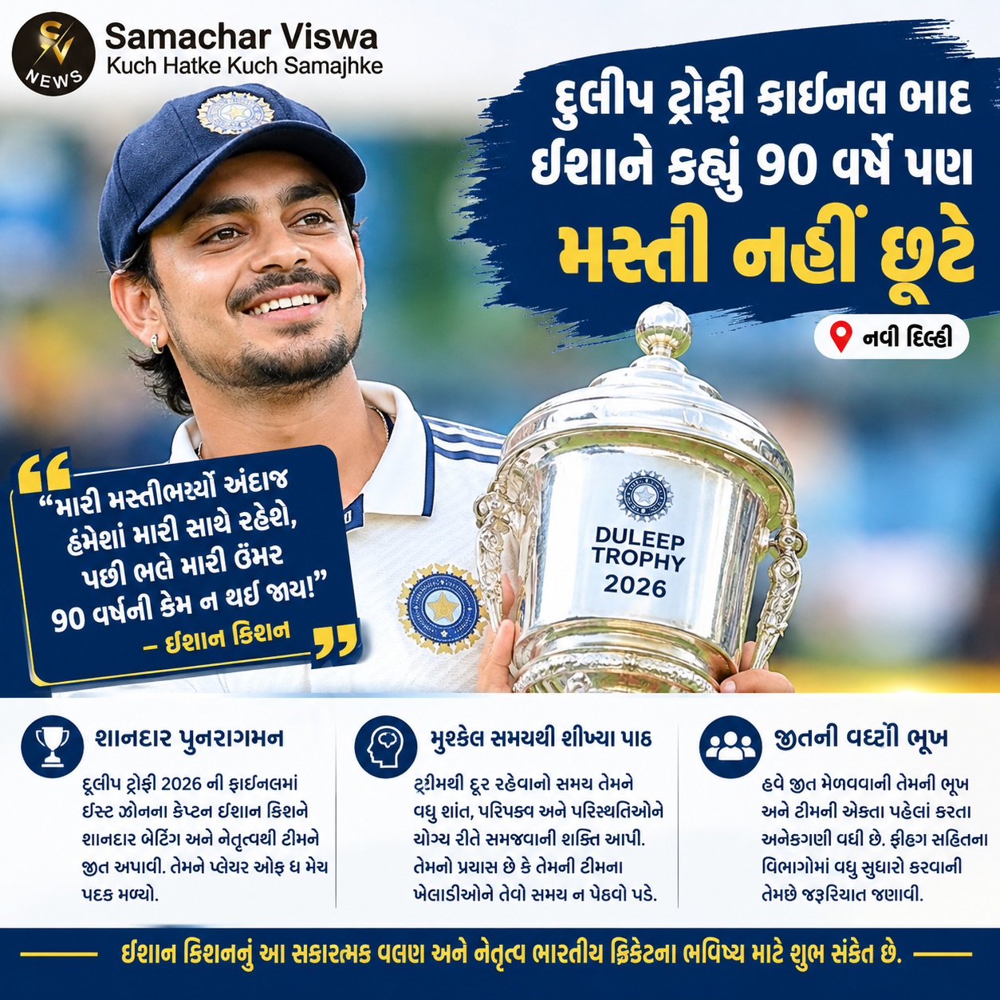 SV
NEWS
Samachar Viswa
Kuch Hatke Kuch Samajhke
દુલીપ ટ્રોફી ફાઈનલ બાદ
ઈશાને કહ્યું 90 વર્ષે પણ
મસ્તી નહીં છૂટે
નવી દિલ્હી
“મારી મસ્તીભર્યો અંદાજ
હંમેશાં મારી સાથે રહેશે,
પછી ભલે મારી ઉંમર
90 વર્ષની કેમ ન થઈ જાય!”
– ઈશાન કિશન
DULEEP
TROPHY
2026
શાનદાર પુનરાગમન
દૂલીપ ટ્રોફી 2026 ની ફાઈનલમાં
ઈસ્ટ ઝોનના કેપ્ટન ઈશાન કિશને
શાનદાર બેટિંગ અને નેતૃત્વથી ટીમને
જીત અપાવી. તેમને પ્લેયર ઓફ ધ મેચ
પદક મળ્યો.
મુશ્કેલ સમયથી શીખ્યા પાઠ
ટીમથી દૂર રહેવાનો સમય તેમને
વધુ શાંત, પરિપક્વ અને પરિસ્થતિઓને
યોગ્ય રીતે સમજવાની શક્તિ આપી.
તેમનો પ્રયાસ છે કે તેમની ટીમના
ખેલાડીઓને તેવો સમય ન પેઠવો પડે.
જીતની ભૂખ
હવે જીત મેળવવાની તેમની ભૂખ
અને ટીમની એકતા પહેલાં કરતા
અનેકગણી વધી છે. ફીહગ સહિતના
વિભાગોમાં વધુ સુધારો કરવાની
તેમછે જરૂરિયાત જણાવી.
ઈશાન કિશનનું આ સકારત્મક વલણ અને નેતૃત્વ ભારતીય ક્રિકેટના ભવિષ્ય માટે શુભ સંકેત છે.